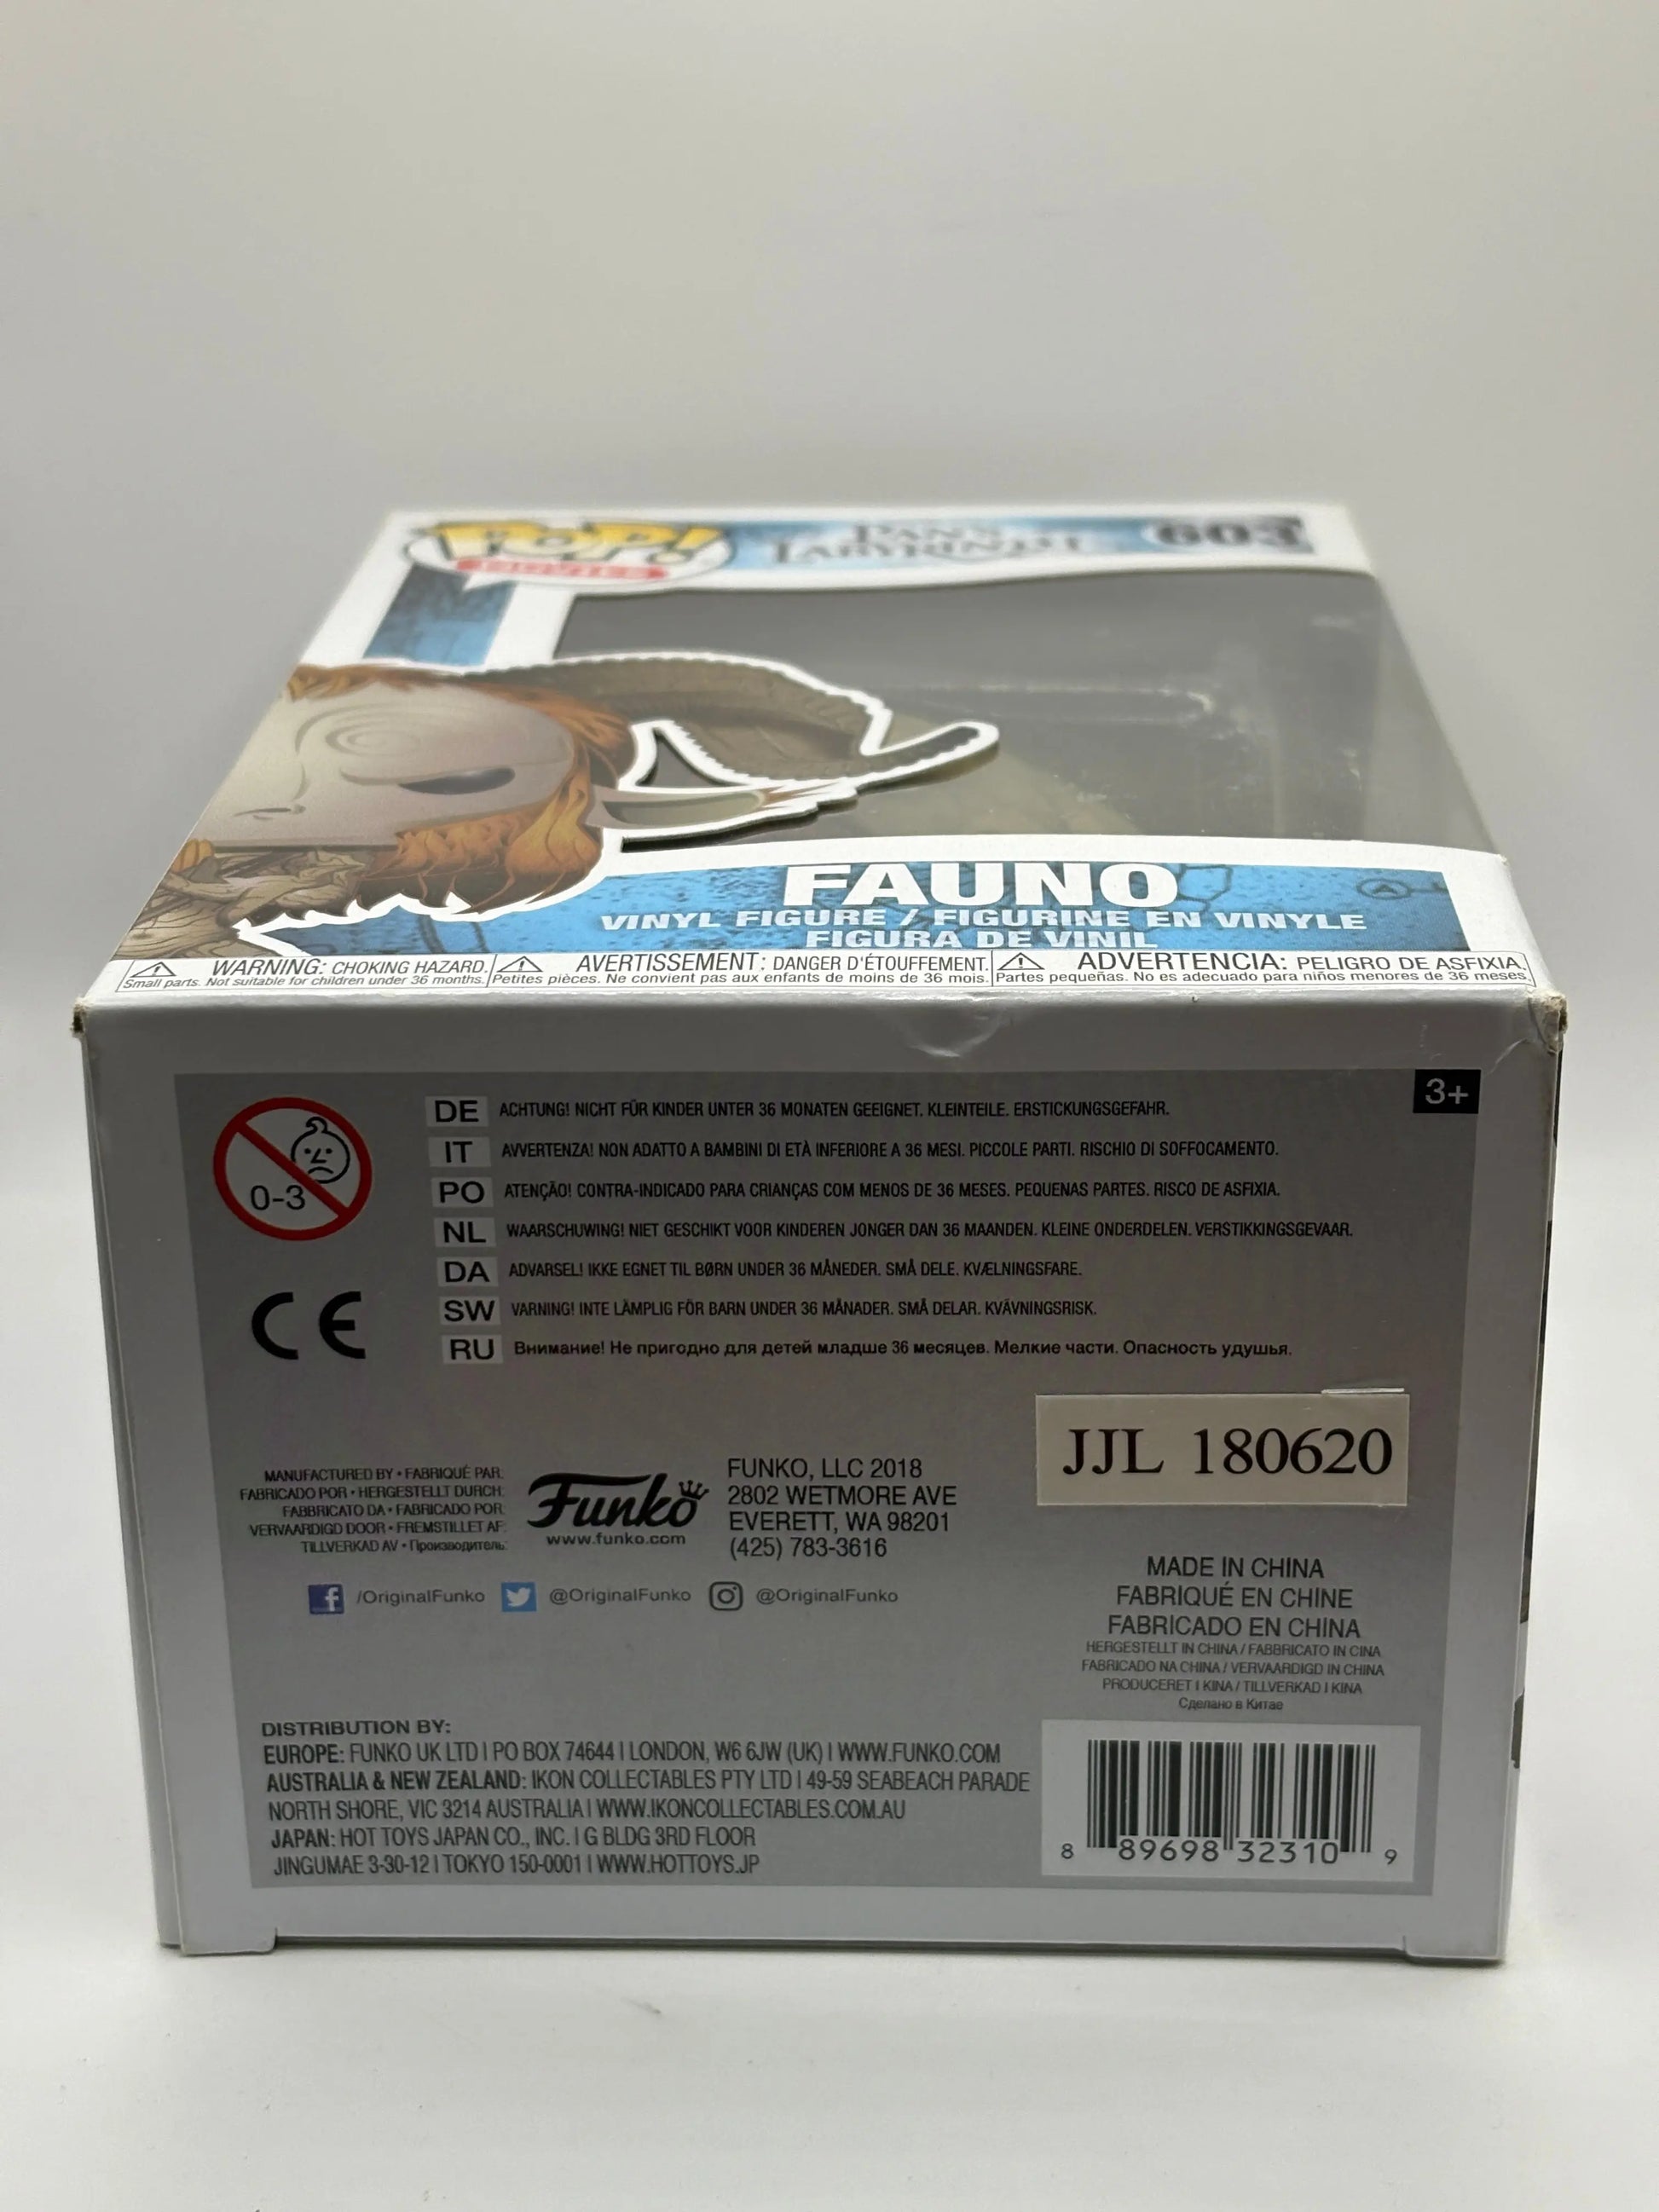 POP!
MOVIES
PAN'S
LABYRINTH
603
FAUNO
VINYL FIGURE / FIGURINE EN VINYLE
FIGURA DE VINIL
WARNING: CHOKING HAZARD.
Small parts. Not suitable for children under 36 months.
AVERTISSEMENT: DANGER D'ÉTOUFFEMENT.
Petites pièces. Ne convient pas aux enfants de moins de 36 mois.
ADVERTENCIA: PELIGRO DE ASFIXIA.
Partes pequeñas. No es adecuado para niños menores de 36 meses.
3+
0-3
DE ACHTUNG! NICHT FÜR KINDER UNTER 36 MONATEN GEEIGNET. KLEINTEILE. ERSTICKUNGSGEFAHR.
IT AVVERTENZA! NON ADATTO A BAMBINI DI ETÀ INFERIORE A 36 MESI. PICCOLE PARTI. RISCHIO DI SOFFOCAMENTO.
PO ATENÇÃO! CONTRA-INDICADO PARA CRIANÇAS COM MENOS DE 36 MESES. PEQUENAS PARTES. RISCO DE ASFIXIA.
NL WAARSCHUWING! NIET GESCHIKT VOOR KINDEREN JONGER DAN 36 MAANDEN. KLEINE ONDERDELEN. VERSTIKKINGSGEVAAR.
DA ADVARSEL! IKKE EGNET TIL BØRN UNDER 36 MÅNEDER. SMÅ DELE. KVÆLNINGSFARE.
SW VARNING! INTE LÄMPLIG FÖR BARN UNDER 36 MÅNADER. SMÅ DELAR. KVÄVNINGSRISK.
RU Внимание! Не пригодно для детей младше 36 месяцев. Мелкие части. Опасность удушья.
CE
JJL 180620
MANUFACTURED BY • FABRIQUÉ PAR:
FABRICADO POR • HERGESTELLT DURCH:
FABBRICATO DA • FABRICADO POR:
VERVAARDIGD DOOR • FREMSTILLET AF:
TILLVERKAD AV • Производитель:
Funko
www.funko.com
FUNKO, LLC 2018
2802 WETMORE AVE
EVERETT, WA 98201
(425) 783-3616
f /OriginalFunko @OriginalFunko @OriginalFunko
MADE IN CHINA
FABRIQUÉ EN CHINE
FABRICADO EN CHINA
HERGESTELLT IN CHINA / FABBRICATO IN CINA
FABRICADO NA CHINA / VERVAARDIGD IN CHINA
PRODUCERET I KINA / TILLVERKAD I KINA
Сделано в Китае
DISTRIBUTION BY:
EUROPE: FUNKO UK LTD | PO BOX 74644 | LONDON, W6 6JW (UK) | WWW.FUNKO.COM
AUSTRALIA & NEW ZEALAND: IKON COLLECTABLES PTY LTD | 49-59 SEABEACH PARADE
NORTH SHORE, VIC 3214 AUSTRALIA | WWW.IKONCOLLECTABLES.COM.AU
JAPAN: HOT TOYS JAPAN CO., INC. | G BLDG 3RD FLOOR
JINGUMAE 3-30-12 | TOKYO 150-0001 | WWW.HOTTOYS.JP
8 89698 32310 9